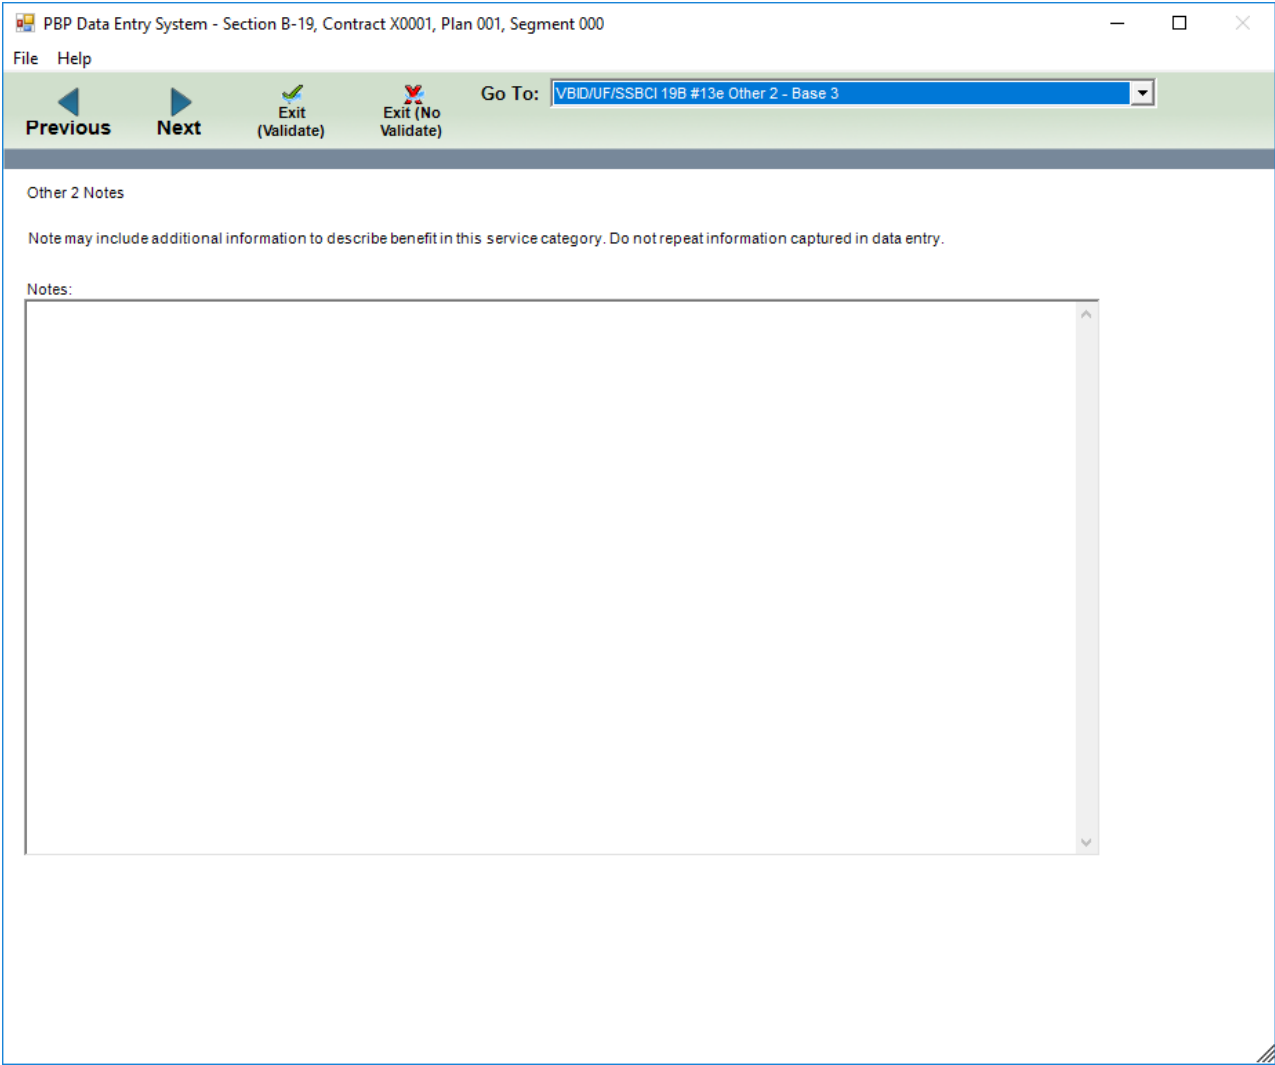 PBP Data Entry System - Section B-19, Contract X0001, Plan 001, Segment 000
File Help
Previous
Next
Exit
(Validate)
Exit (No
Validate)
Go To:
VBID/UF/SSBCI 19B #13e Other 2 - Base 3
Other 2 Notes
Note may include additional information to describe benefit in this service category. Do not repeat information captured in data entry.
Notes: